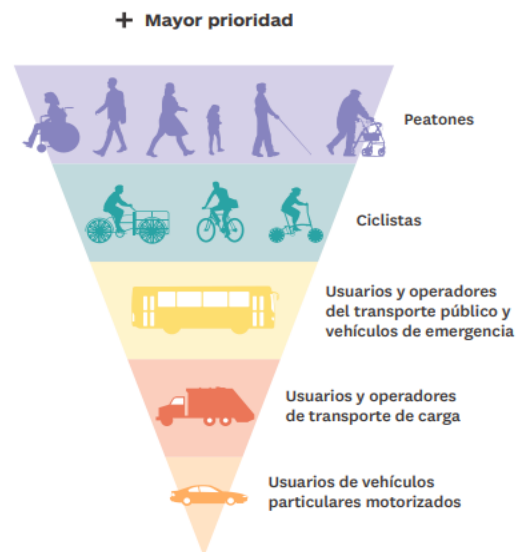 + Mayor prioridad
Peatones
Ciclistas
Usuarios y operadores
del transporte público y
vehículos de emergencia
Usuarios y operadores
de transporte de carga
Usuarios de vehículos
particulares motorizados